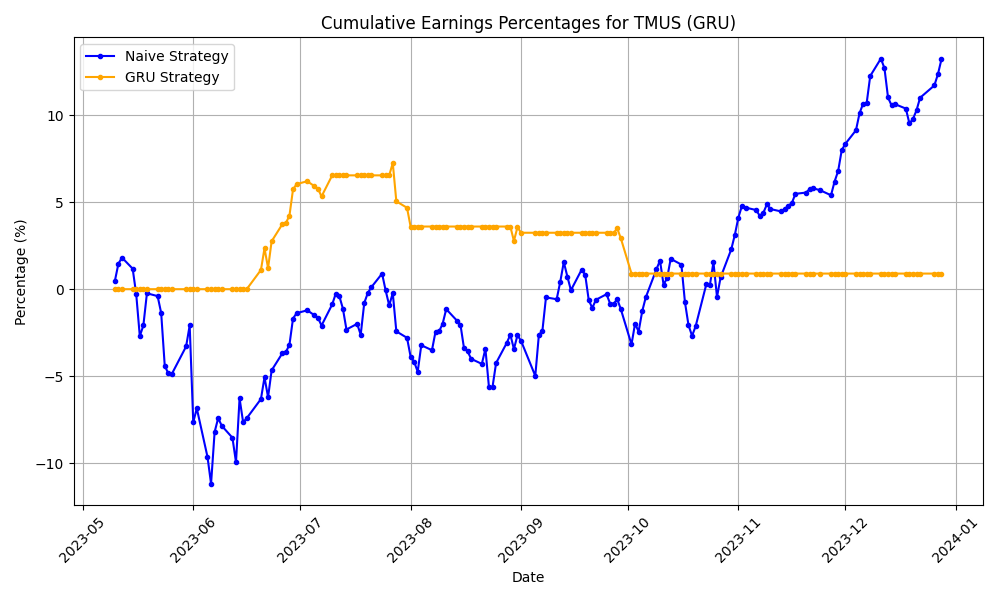 Cumulative Earnings Percentages for TMUS (GRU)
Naive Strategy
GRU Strategy
Percentage (%)
10
5
0
−5
−10
2023-05
2023-06
2023-07
2023-08
2023-09
2023-10
2023-11
2023-12
2024-01
Date